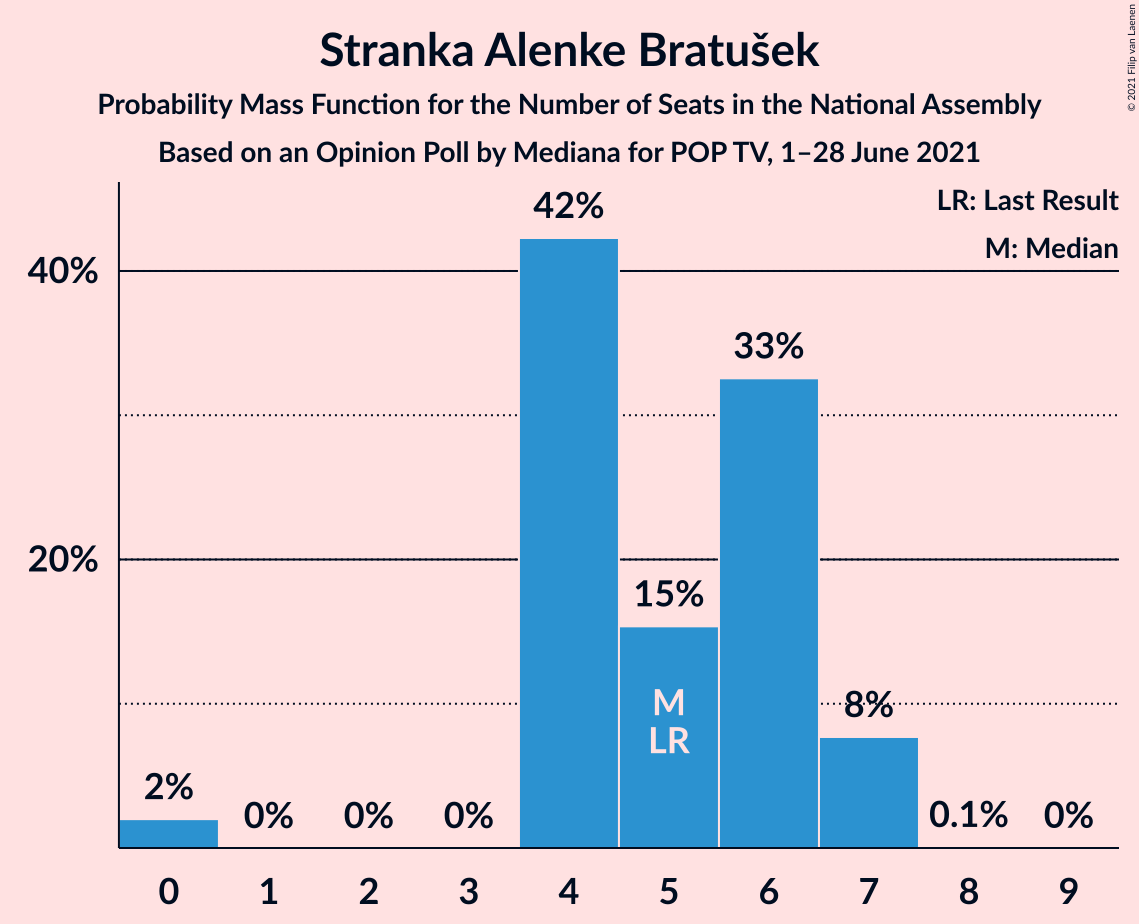 Stranka Alenke Bratušek
Probability Mass Function for the Number of Seats in the National Assembly
Based on an Opinion Poll by Mediana for POP TV, 1–28 June 2021
© 2021 Filip van Laenen
LR: Last Result
M: Median
40%
20%
42%
33%
15%
M
LR
8%
2%
0%
0%
0%
0.1%
0%
0 1 2 3 4 5 6 7 8 9